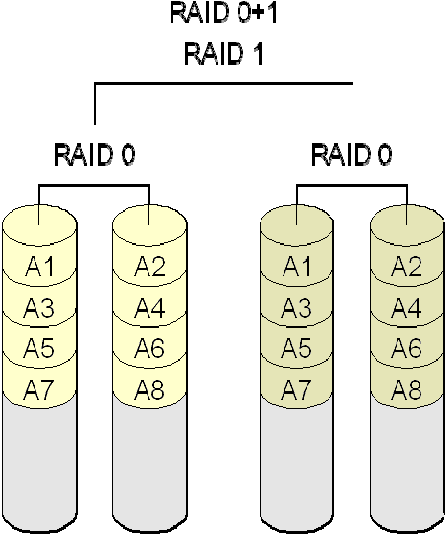 RAID 0+1
RAID 1
RAID 0 RAID 0
A1 A2 A1 A2
A3 A4 A3 A4
A5 A6 A5 A6
A7 A8 A7 A8